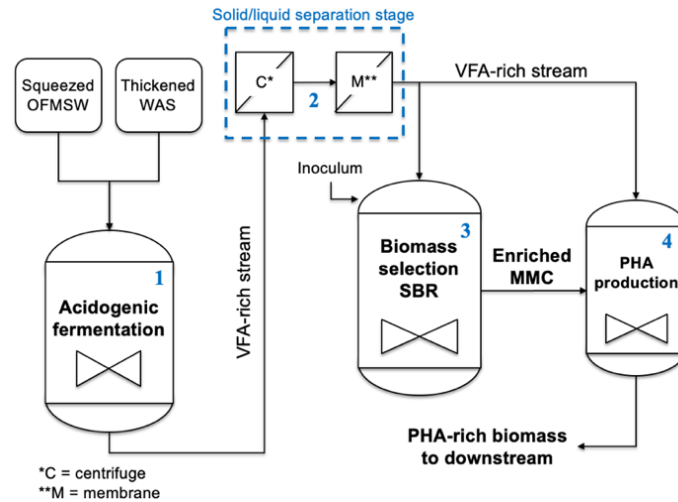 Solid/liquid separation stage
Squeezed
OFMSW
Thickened
WAS
C*
M**
2
VFA-rich stream
Inoculum
1
Acidogenic
fermentation
VFA-rich stream
3
Biomass
selection
SBR
Enriched
MMC
4
PHA
production
PHA-rich biomass
to downstream
*C = centrifuge
**M = membrane